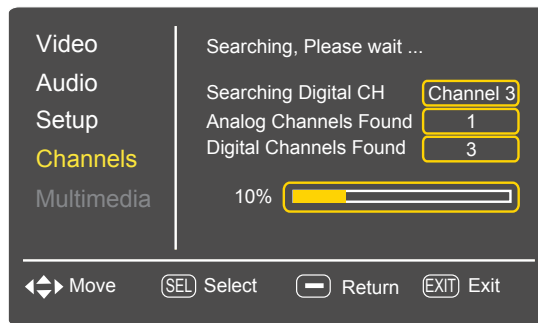 Video
Audio
Setup
Channels
Multimedia
Searching, Please wait ...
Searching Digital CH Channel 3
Analog Channels Found 1
Digital Channels Found 3
10%
Move SEL Select Return EXIT Exit